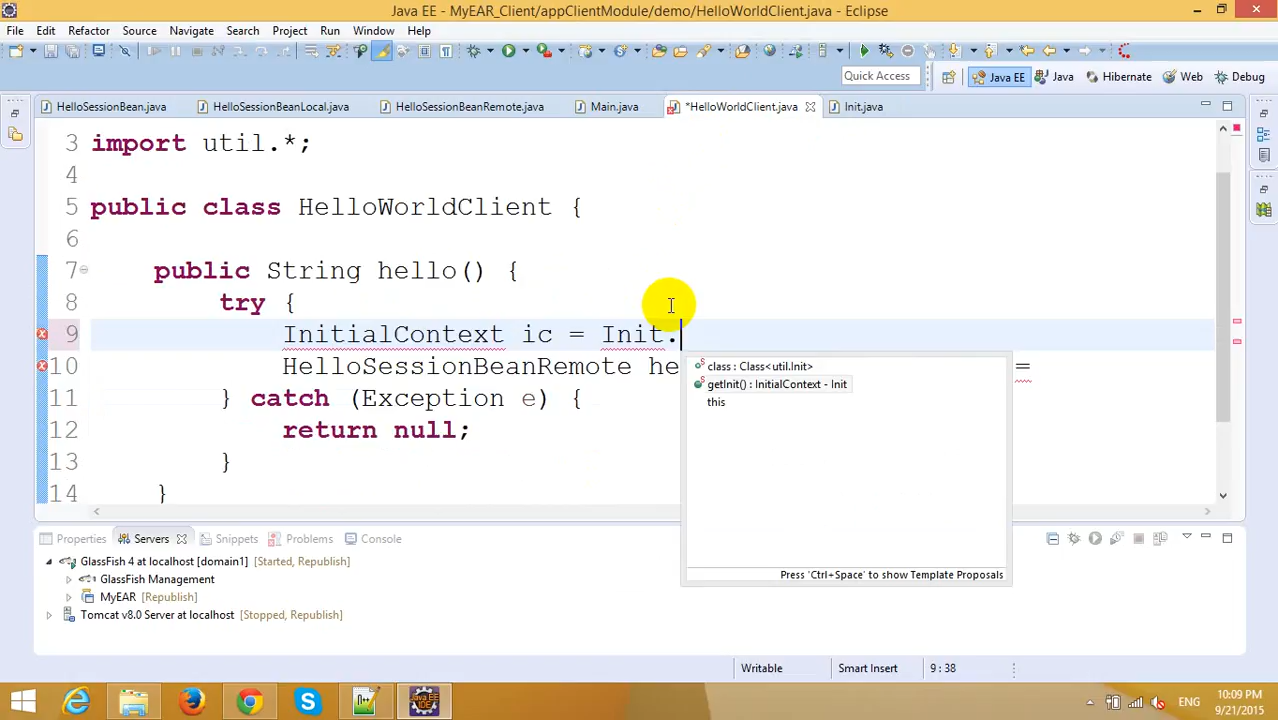 Java EE - MyEAR_Client/appClientModule/demo/HelloWorldClient.java - Eclipse
File Edit Refactor Source Navigate Search Project Run Window Help
Quick Access
Java EE Java Hibernate Web Debug
HelloSessionBean.java HelloSessionBeanLocal.java HelloSessionBeanRemote.java Main.java *HelloWorldClient.java Init.java
3 import util.*;
4
5 public class HelloWorldClient {
6
7 public String hello() {
8 try {
9 InitialContext ic = Init.
10 HelloSessionBeanRemote he =
11 } catch (Exception e) {
12 return null;
13 }
14 }
class : Class<util.Init>
getInit() : InitialContext - Init
this
Press 'Ctrl+Space' to show Template Proposals
Properties Servers Snippets Problems Console
GlassFish 4 at localhost [domain1] [Started, Republish]
GlassFish Management
MyEAR [Republish]
Tomcat v8.0 Server at localhost [Stopped, Republish]
Writable Smart Insert 9 : 38
Java EE IDE
ENG
10:09 PM
9/21/2015